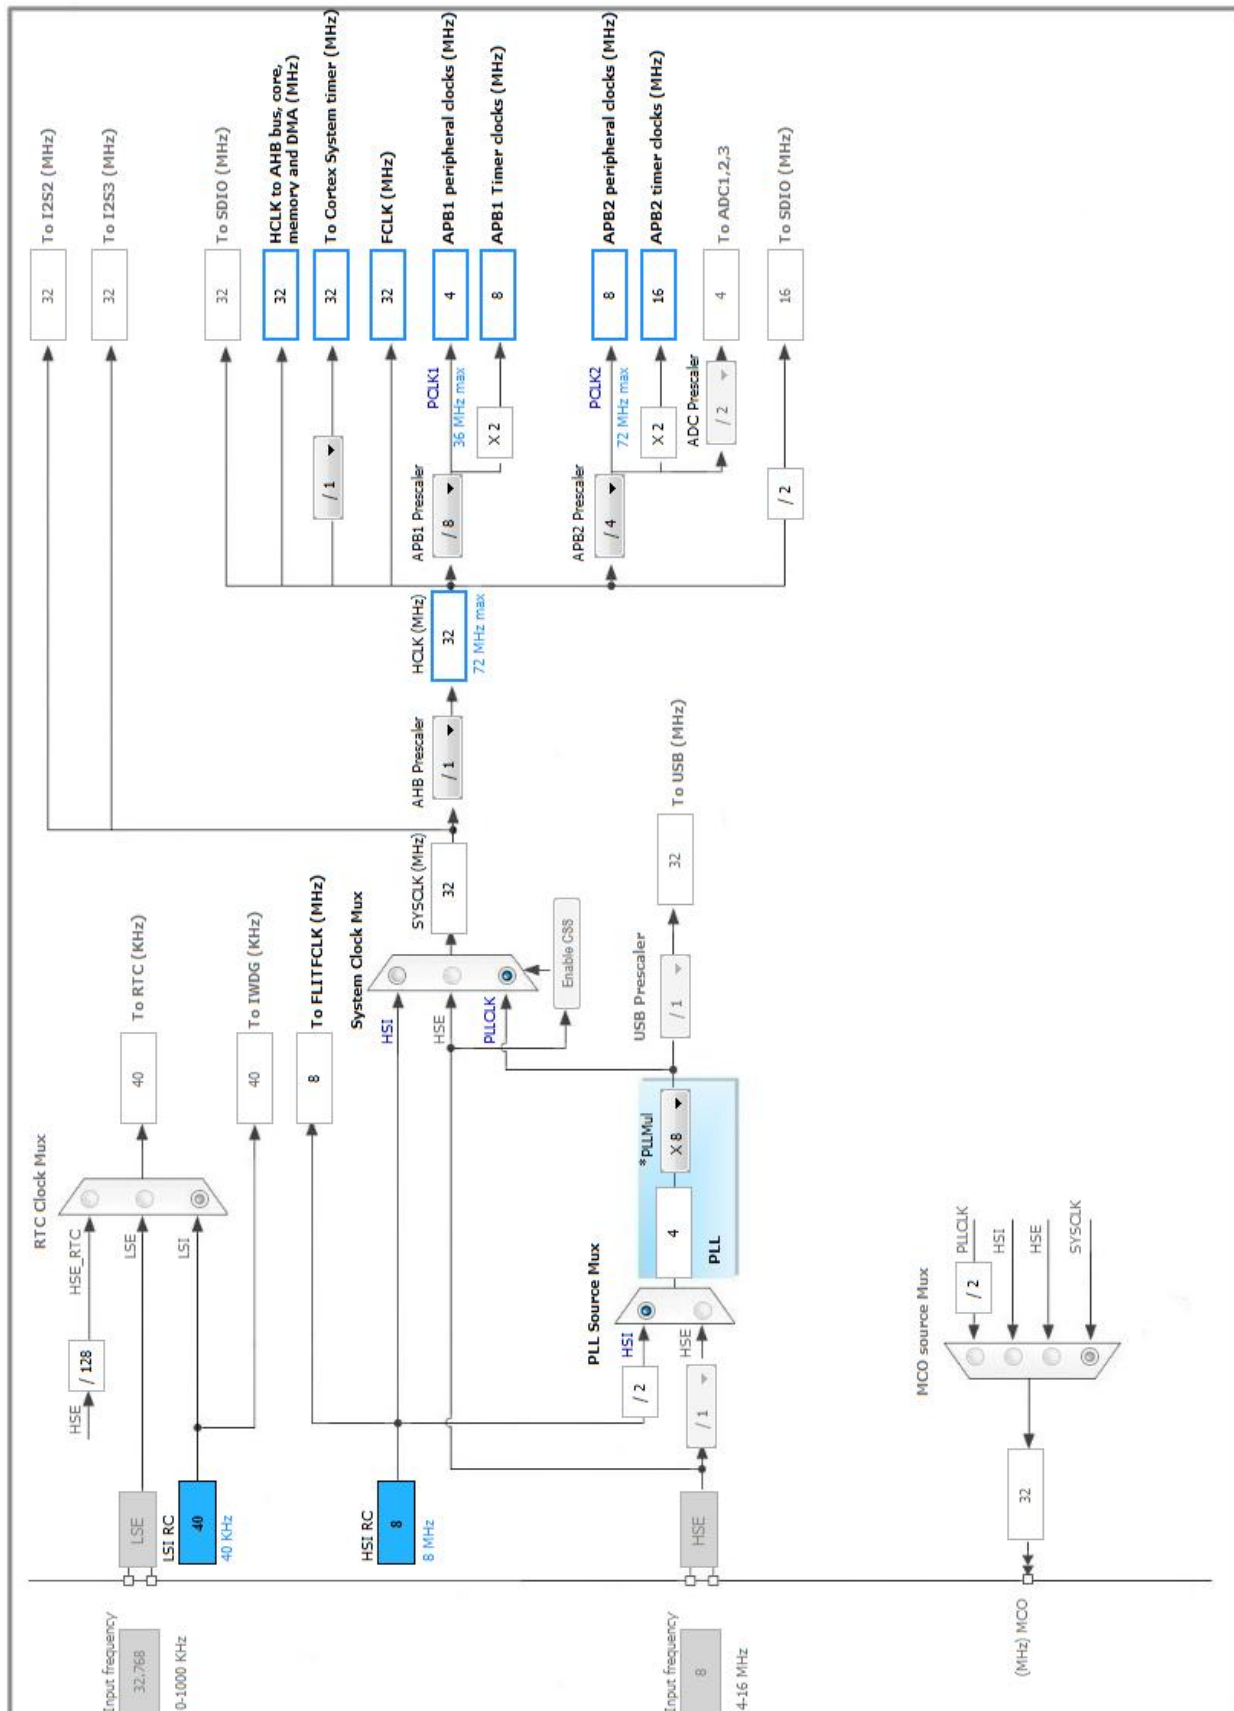 Input frequency
32.768
0-1000 KHz
LSE
LSI RC
40
40 KHz
HSE
/ 128
HSE_RTC
LSE
LSI
RTC Clock Mux
40
To RTC (KHz)
40
To IWDG (KHz)
8
To FLITFCLK (MHz)
HSI RC
8
8 MHz
System Clock Mux
HSI
HSE
PLLCLK
Enable CSS
SYSCLK (MHz)
32
AHB Prescaler
/ 1
HCLK (MHz)
32
72 MHz max
32
To I2S2 (MHz)
32
To I2S3 (MHz)
32
To SDIO (MHz)
32
HCLK to AHB bus, core,
memory and DMA (MHz)
/ 1
32
To Cortex System timer (MHz)
32
FCLK (MHz)
APB1 Prescaler
/ 8
PCLK1
36 MHz max
4
APB1 peripheral clocks (MHz)
X 2
8
APB1 Timer clocks (MHz)
APB2 Prescaler
/ 4
PCLK2
72 MHz max
8
APB2 peripheral clocks (MHz)
X 2
16
APB2 timer clocks (MHz)
ADC Prescaler
/ 2
4
To ADC1,2,3
/ 2
16
To SDIO (MHz)
Input frequency
8
4-16 MHz
HSE
/ 1
/ 2
PLL Source Mux
HSI
HSE
4
*PLLMul
X 8
PLL
USB Prescaler
/ 1
32
To USB (MHz)
(MHz) MCO
32
MCO source Mux
/ 2
PLLCLK
HSI
HSE
SYSCLK